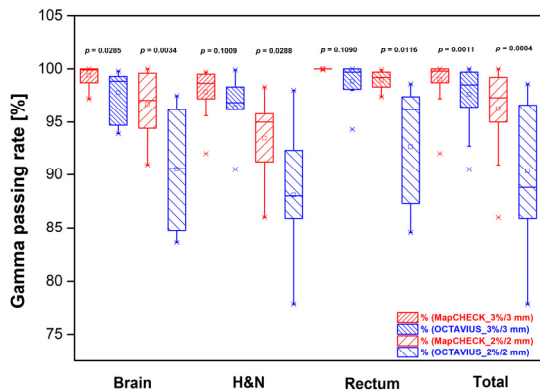 p = 0.0285 p = 0.0034 p = 0.1009 p = 0.0288 p = 0.1090 p = 0.0116 p = 0.0011 p = 0.0004
Gamma passing rate [%]
110
105
100
95
90
85
80
75
% (MapCHECK_3%/3 mm)
% (OCTAVIUS_3%/3 mm)
% (MapCHECK_2%/2 mm)
% (OCTAVIUS_2%/2 mm)
Brain H&N Rectum Total